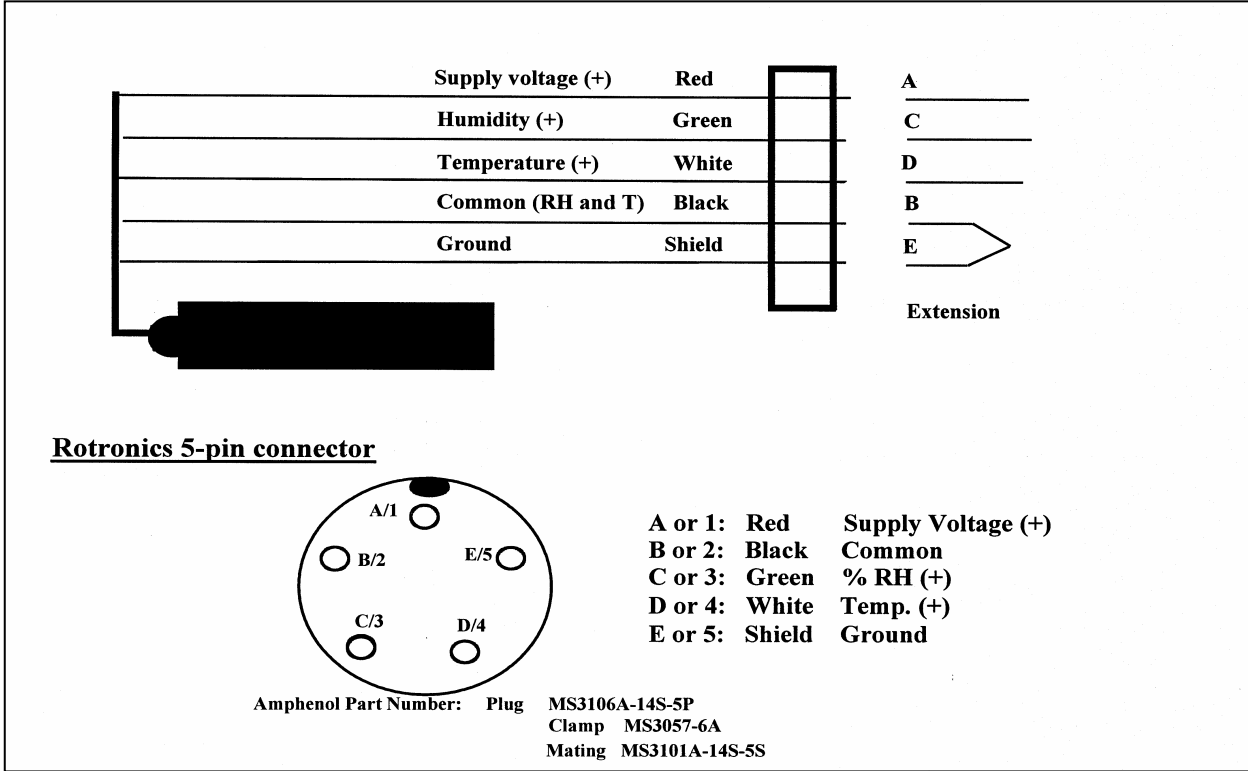 Supply voltage (+) Red A
Humidity (+) Green C
Temperature (+) White D
Common (RH and T) Black B
Ground Shield E
Extension
Rotronics 5-pin connector
A/1
B/2 E/5
C/3 D/4
A or 1: Red Supply Voltage (+)
B or 2: Black Common
C or 3: Green % RH (+)
D or 4: White Temp. (+)
E or 5: Shield Ground
Amphenol Part Number: Plug MS3106A-14S-5P
Clamp MS3057-6A
Mating MS3101A-14S-5S